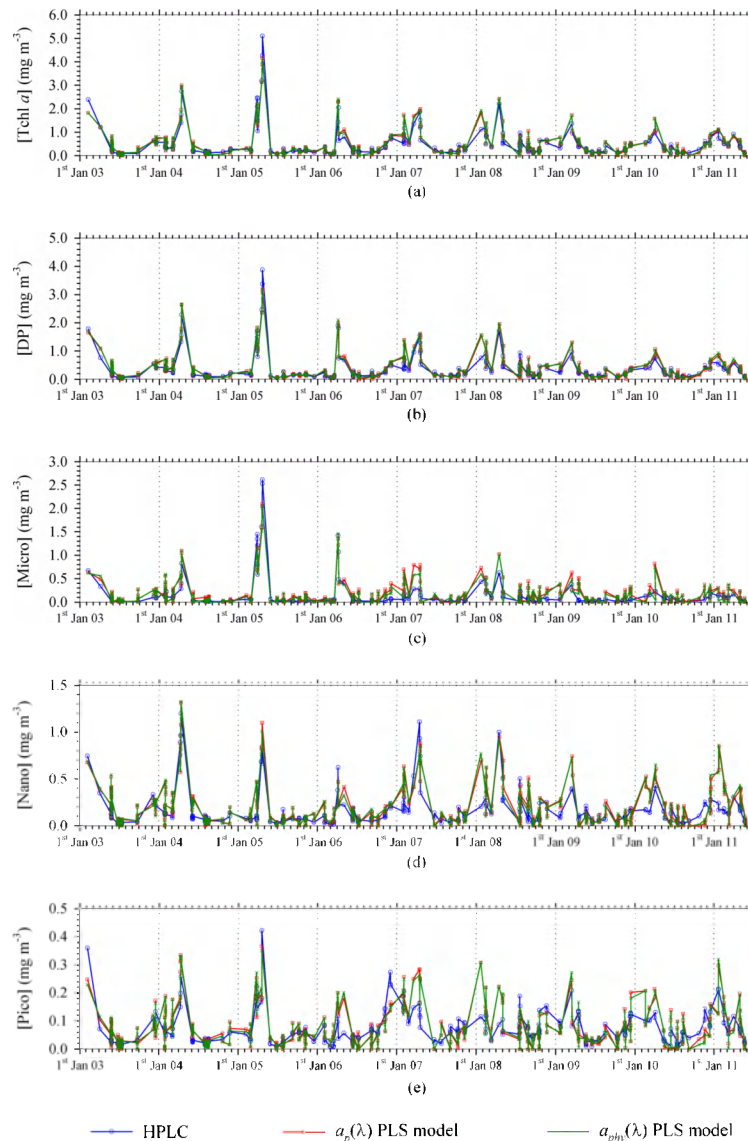 6.0
5.0
4.0
3.0
2.0
1.0
0.0
[Tchl a] (mg m⁻³)
1ˢᵗ Jan 03 1ˢᵗ Jan 04 1ˢᵗ Jan 05 1ˢᵗ Jan 06 1ˢᵗ Jan 07 1ˢᵗ Jan 08 1ˢᵗ Jan 09 1ˢᵗ Jan 10 1ˢᵗ Jan 11
(a)
5.0
4.0
3.0
2.0
1.0
0.0
[DP] (mg m⁻³)
1ˢᵗ Jan 03 1ˢᵗ Jan 04 1ˢᵗ Jan 05 1ˢᵗ Jan 06 1ˢᵗ Jan 07 1ˢᵗ Jan 08 1ˢᵗ Jan 09 1ˢᵗ Jan 10 1ˢᵗ Jan 11
(b)
3.0
2.5
2.0
1.5
1.0
0.5
0.0
[Micro] (mg m⁻³)
1ˢᵗ Jan 03 1ˢᵗ Jan 04 1ˢᵗ Jan 05 1ˢᵗ Jan 06 1ˢᵗ Jan 07 1ˢᵗ Jan 08 1ˢᵗ Jan 09 1ˢᵗ Jan 10 1ˢᵗ Jan 11
(c)
1.5
1.0
0.5
0.0
[Nano] (mg m⁻³)
1ˢᵗ Jan 03 1ˢᵗ Jan 04 1ˢᵗ Jan 05 1ˢᵗ Jan 06 1ˢᵗ Jan 07 1ˢᵗ Jan 08 1ˢᵗ Jan 09 1ˢᵗ Jan 10 1ˢᵗ Jan 11
(d)
0.5
0.4
0.3
0.2
0.1
0.0
[Pico] (mg m⁻³)
1ˢᵗ Jan 03 1ˢᵗ Jan 04 1ˢᵗ Jan 05 1ˢᵗ Jan 06 1ˢᵗ Jan 07 1ˢᵗ Jan 08 1ˢᵗ Jan 09 1ˢᵗ Jan 10 1ˢᵗ Jan 11
(e)
HPLC aₚ(λ) PLS model aₚₕᵧ(λ) PLS model